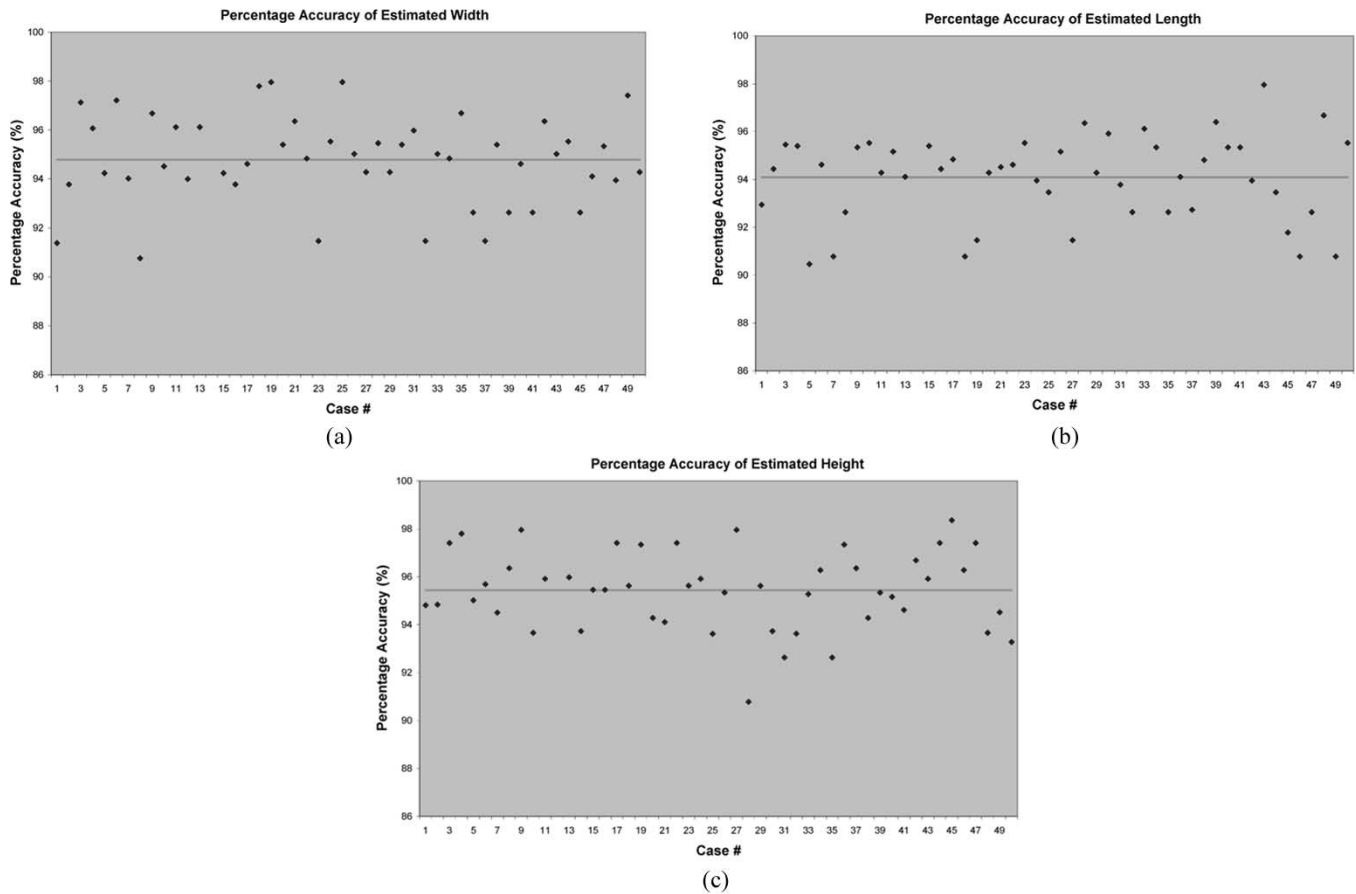 Percentage Accuracy of Estimated Width
Percentage Accuracy (%)
100
98
96
94
92
90
88
86
1 3 5 7 9 11 13 15 17 19 21 23 25 27 29 31 33 35 37 39 41 43 45 47 49
Case #
(a)
Percentage Accuracy of Estimated Length
Percentage Accuracy (%)
100
98
96
94
92
90
88
86
1 3 5 7 9 11 13 15 17 19 21 23 25 27 29 31 33 35 37 39 41 43 45 47 49
Case #
(b)
Percentage Accuracy of Estimated Height
Percentage Accuracy (%)
100
98
96
94
92
90
88
86
1 3 5 7 9 11 13 15 17 19 21 23 25 27 29 31 33 35 37 39 41 43 45 47 49
Case #
(c)